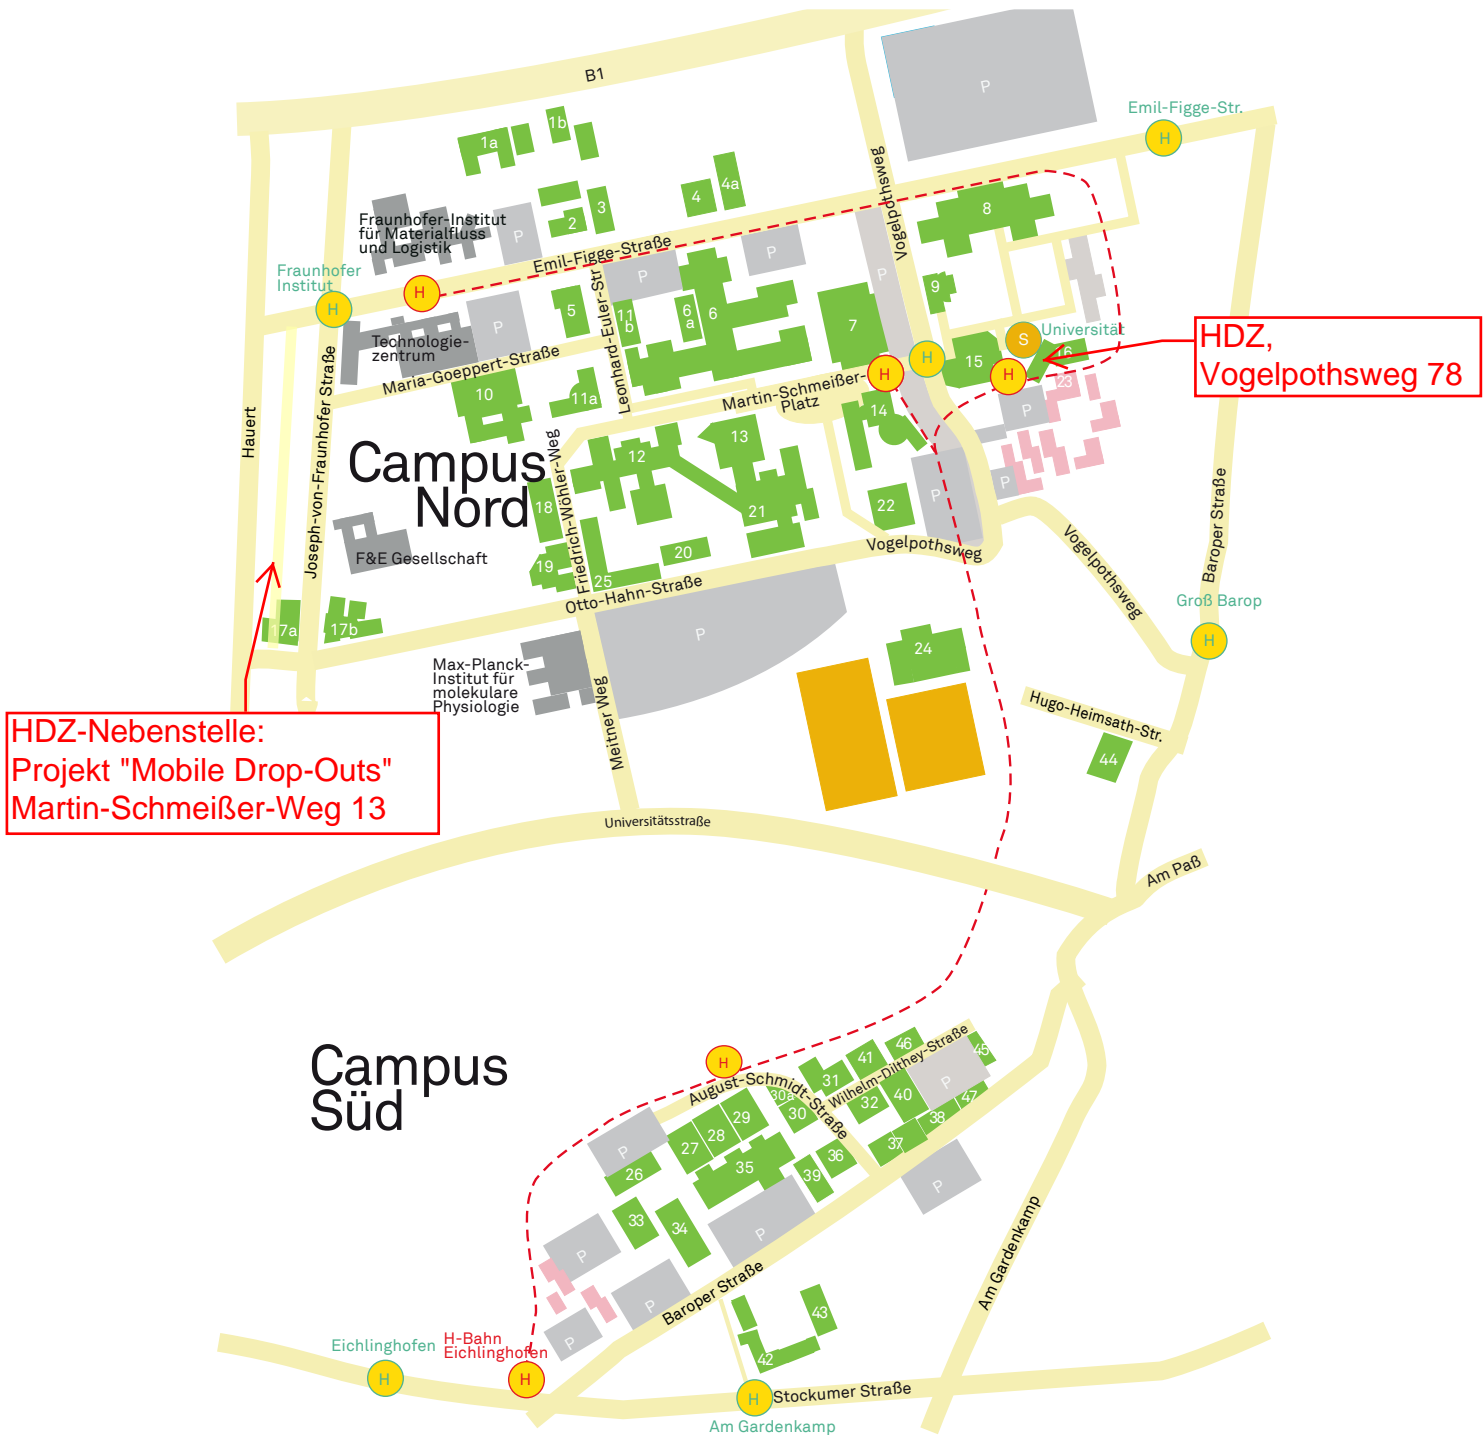 B1
P
Emil-Figge-Str.
H
1b
1a
4a
4
3
2
8
Fraunhofer-Institut
für Materialfluss
und Logistik
P
Vogelpothsweg
Vogelpothsweg
Emil-Figge-Straße
P
P
P
Fraunhofer
Institut
H
H
9
5
11
b
6
a
6
7
Leonhard-Euler-Str.
P
Technologie-
zentrum
Maria-Goeppert-Straße
Universität
S
H
15
16
HDZ,
Vogelpothsweg 78
H
H
23
10
11a
Martin-Schmeißer-
Platz
14
P
Hauert
Joseph-von-Fraunhofer Straße
Campus
Nord
Friedrich-Wöhler-Weg
12
13
18
21
22
P
P
20
19
25
F&E Gesellschaft
Vogelpothsweg
Vogelpothsweg
Otto-Hahn-Straße
Baroper Straße
Groß Barop
H
17a
17b
P
24
Max-Planck-
Institut für
molekulare
Physiologie
Meitner Weg
Hugo-Heimsath-Str.
44
HDZ-Nebenstelle:
Projekt "Mobile Drop-Outs"
Martin-Schmeißer-Weg 13
Universitätsstraße
Am Paß
Campus
Süd
H
August-Schmidt-Straße
Wilhelm-Dilthey-Straße
46
45
41
31
30a
30
32
40
P
47
38
37
29
28
27
P
26
35
36
39
P
33
34
P
P
P
P
Baroper Straße
Am Gardenkamp
43
42
Eichlinghofen
H
H-Bahn
Eichlinghofen
H
H
Stockumer Straße
Am Gardenkamp